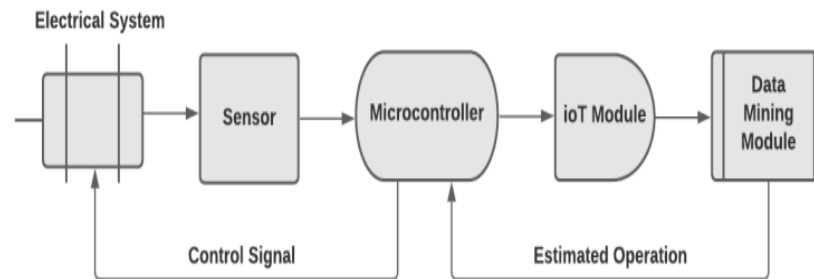 Electrical System
Sensor
Microcontroller
ioT Module
Data
Mining
Module
Control Signal
Estimated Operation